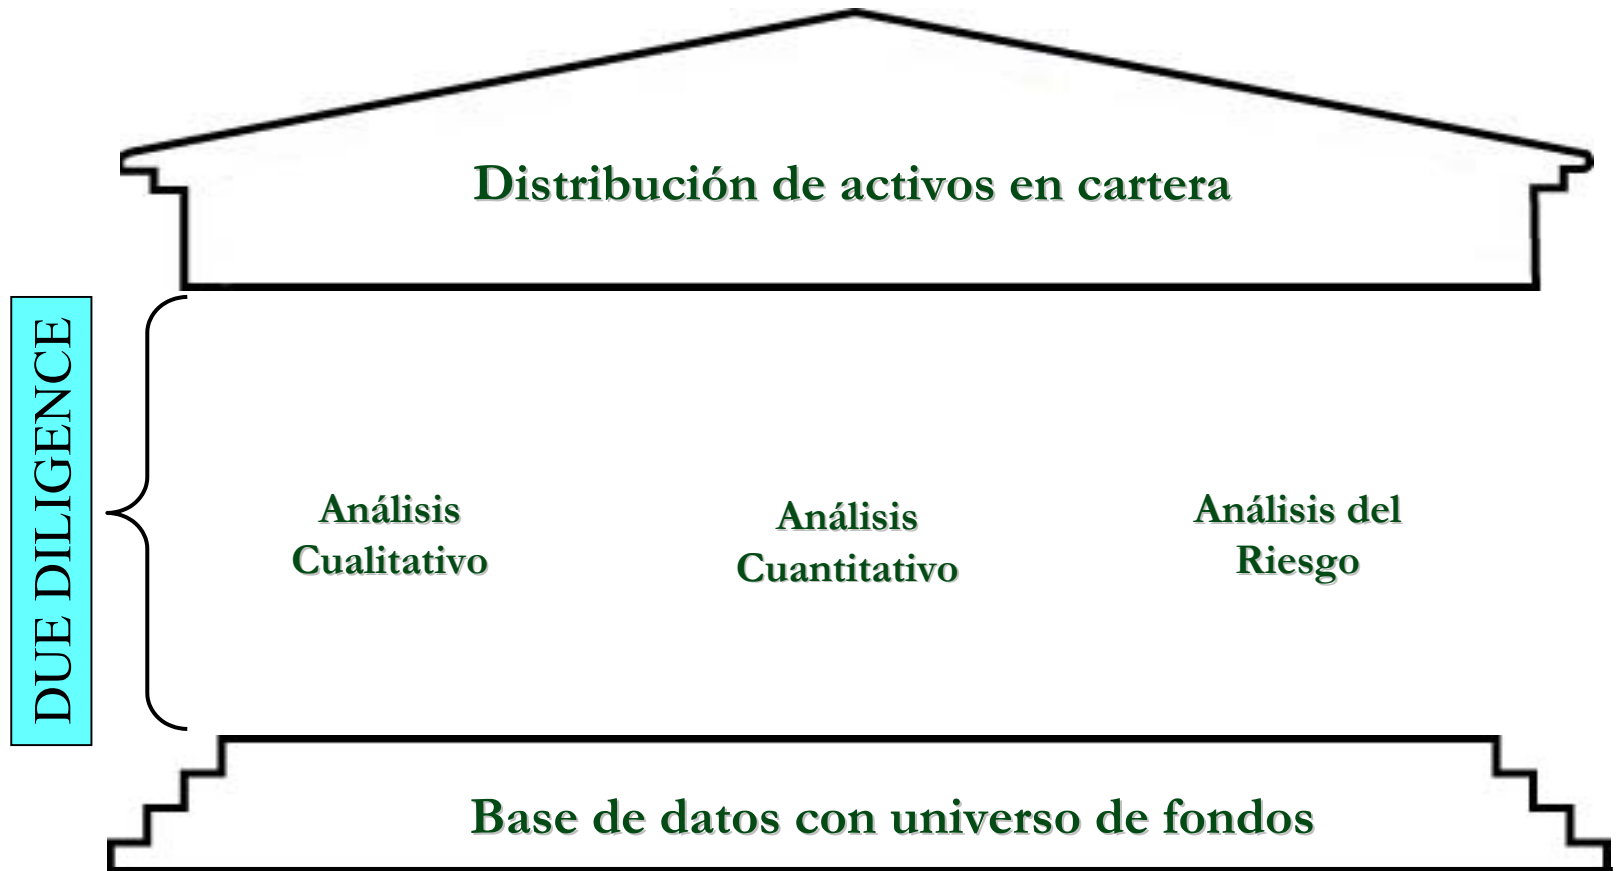 Distribución de activos en cartera
DUE DILIGENCE
Análisis
Cualitativo
Análisis
Cuantitativo
Análisis del
Riesgo
Base de datos con universo de fondos